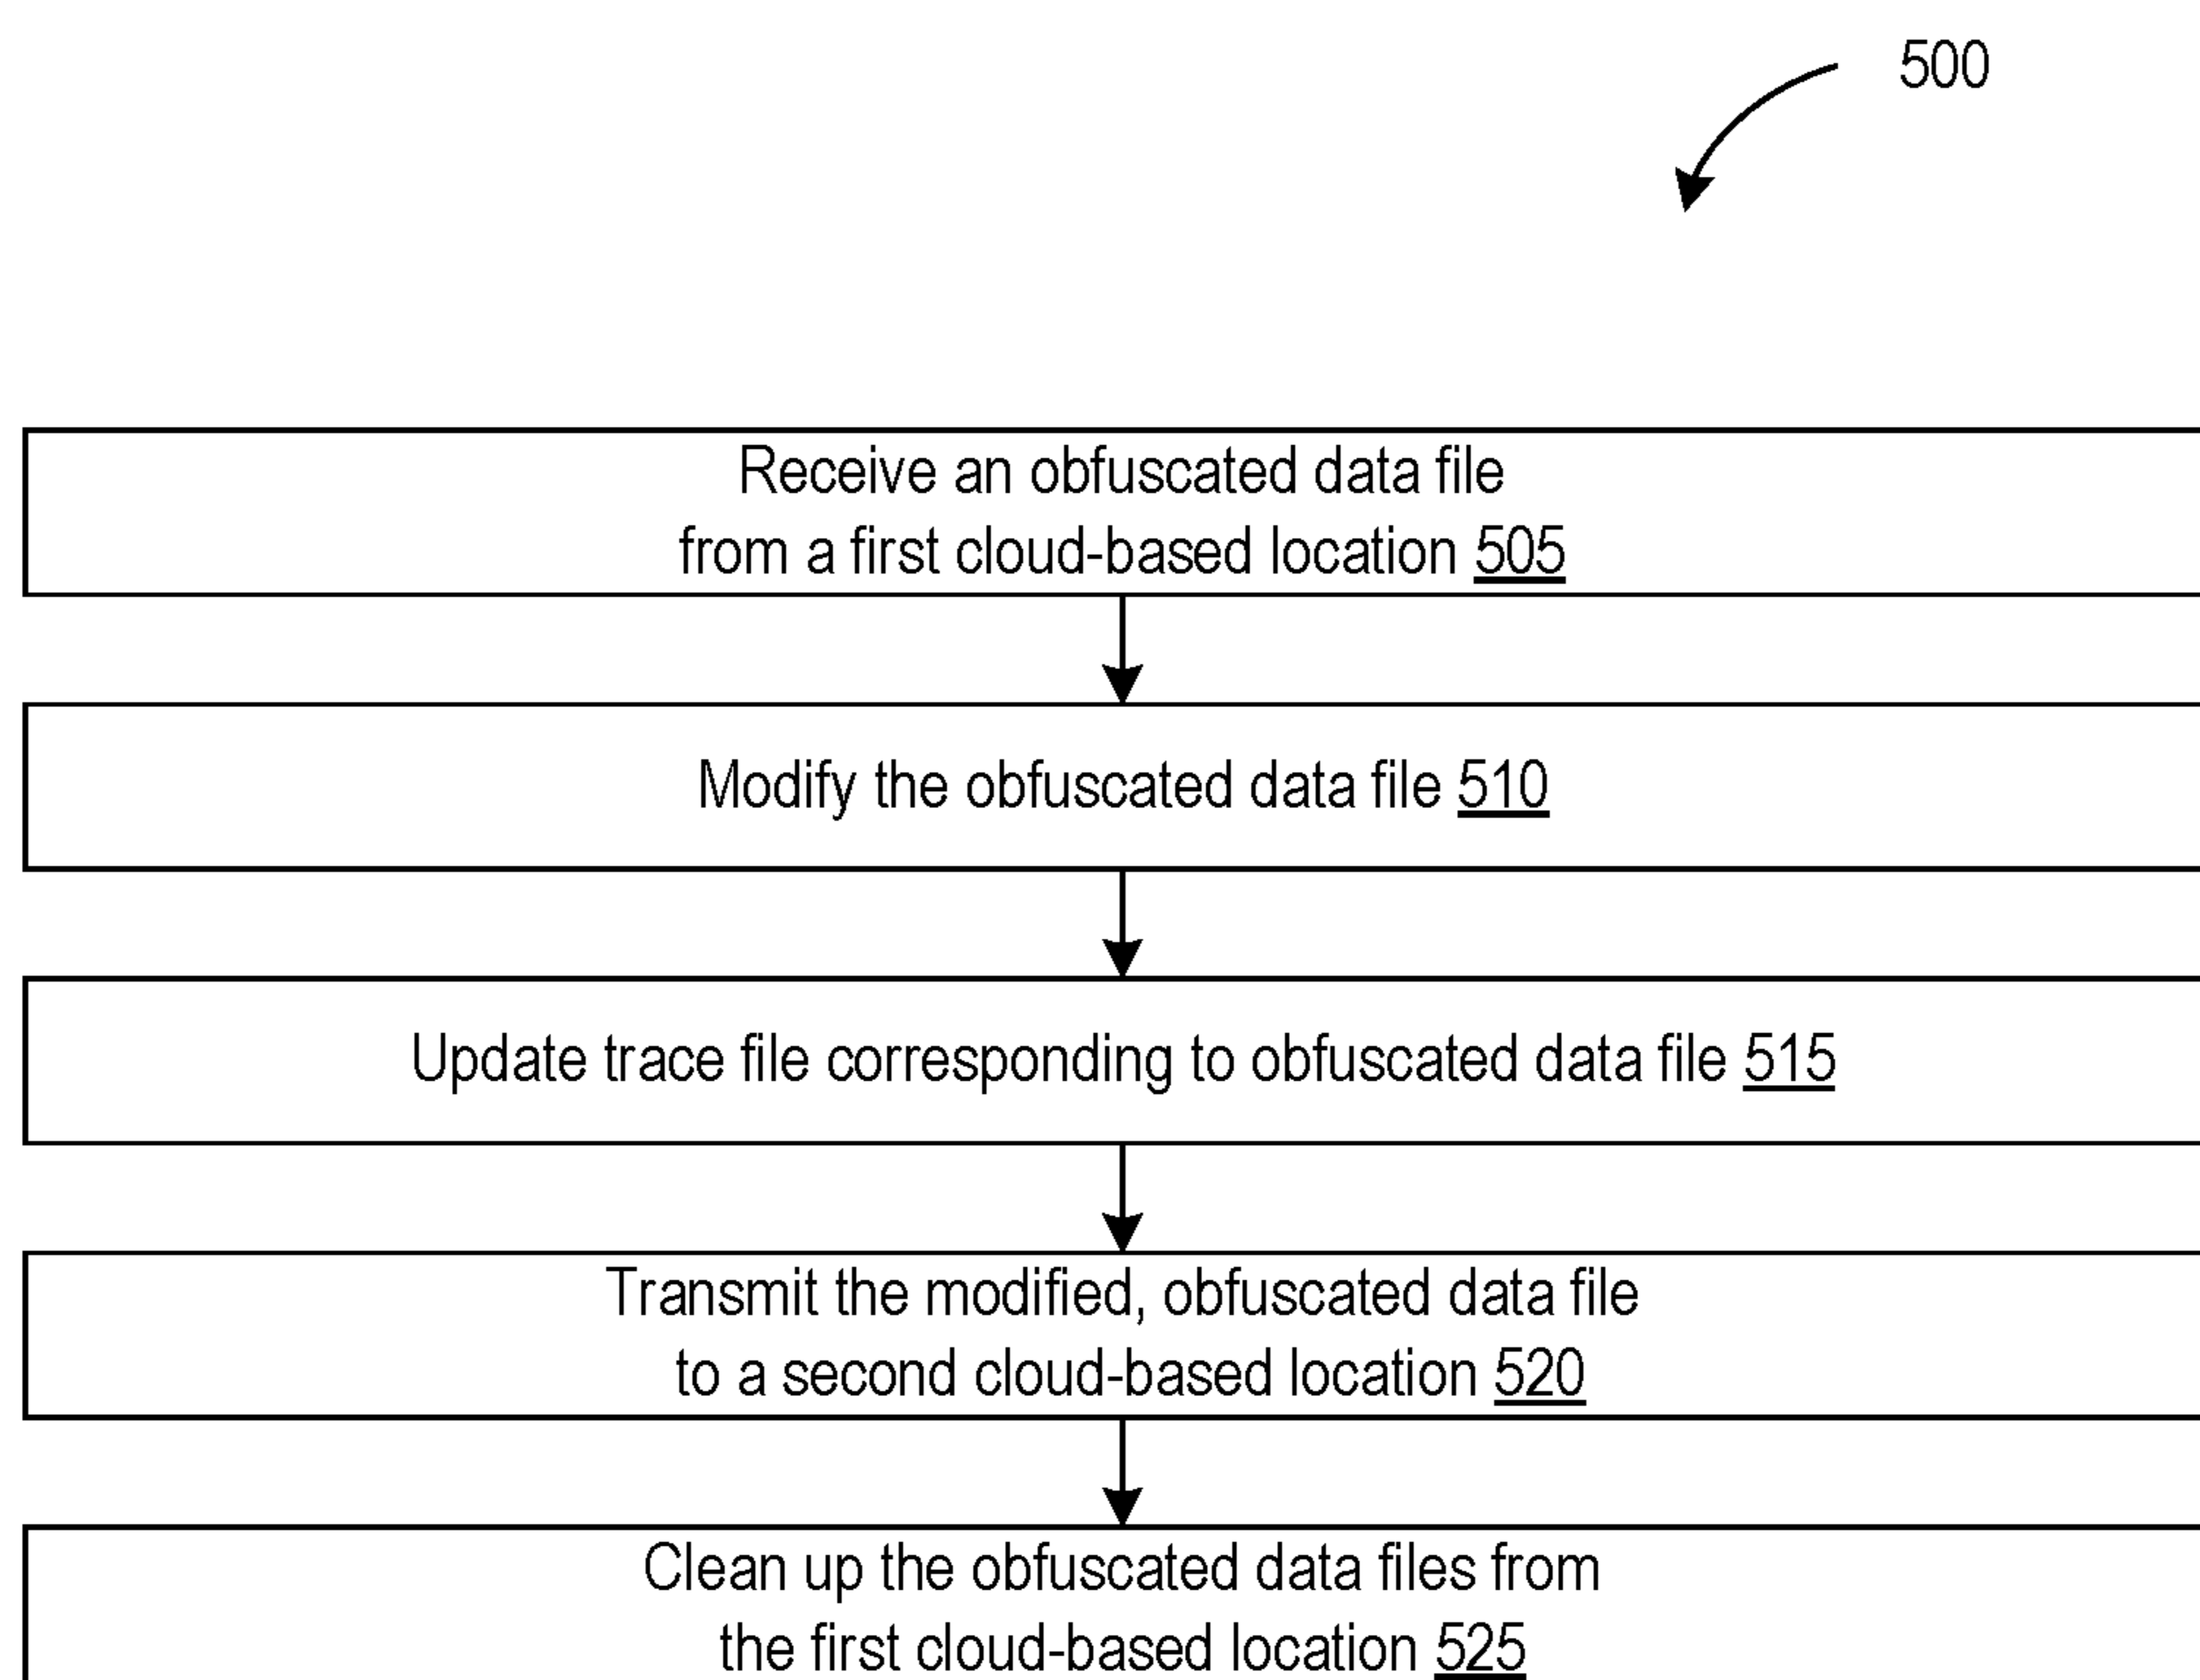 500
Receive an obfuscated data file
from a first cloud-based location 505
Modify the obfuscated data file 510
Update trace file corresponding to obfuscated data file 515
Transmit the modified, obfuscated data file
to a second cloud-based location 520
Clean up the obfuscated data files from
the first cloud-based location 525